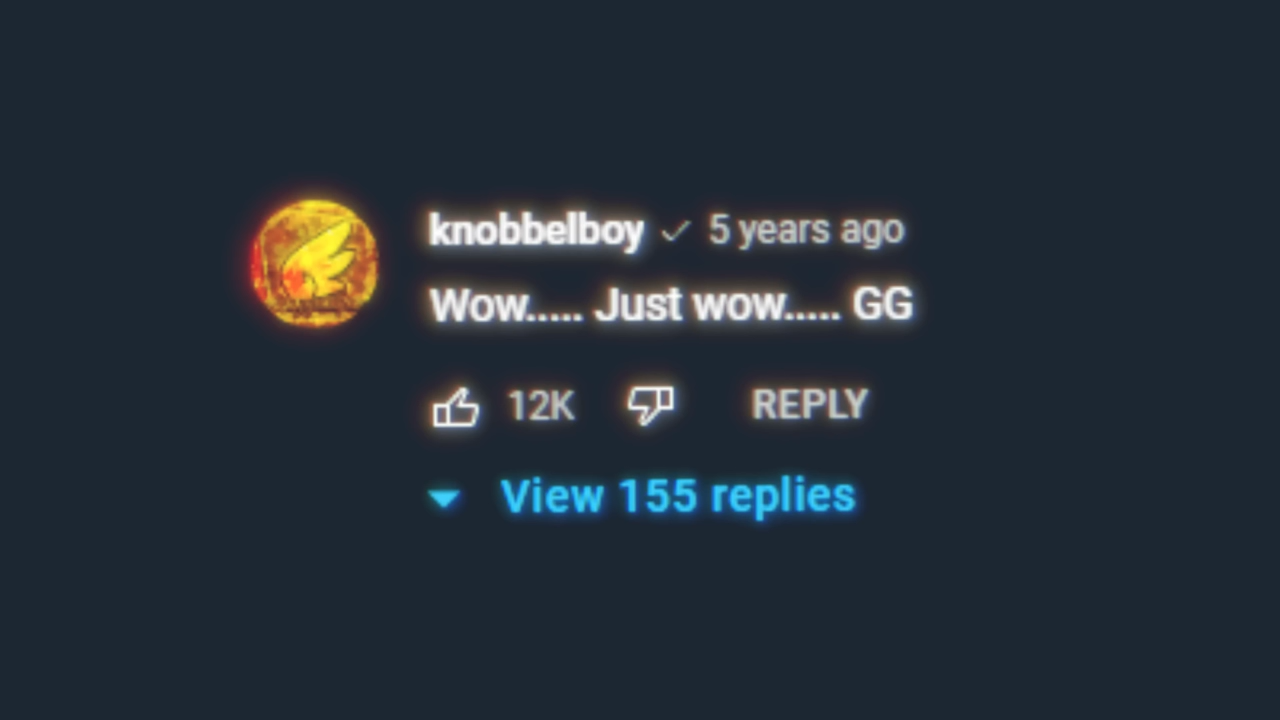 knobbelboy ✓ 5 years ago
Wow..... Just wow..... GG
12K REPLY
View 155 replies